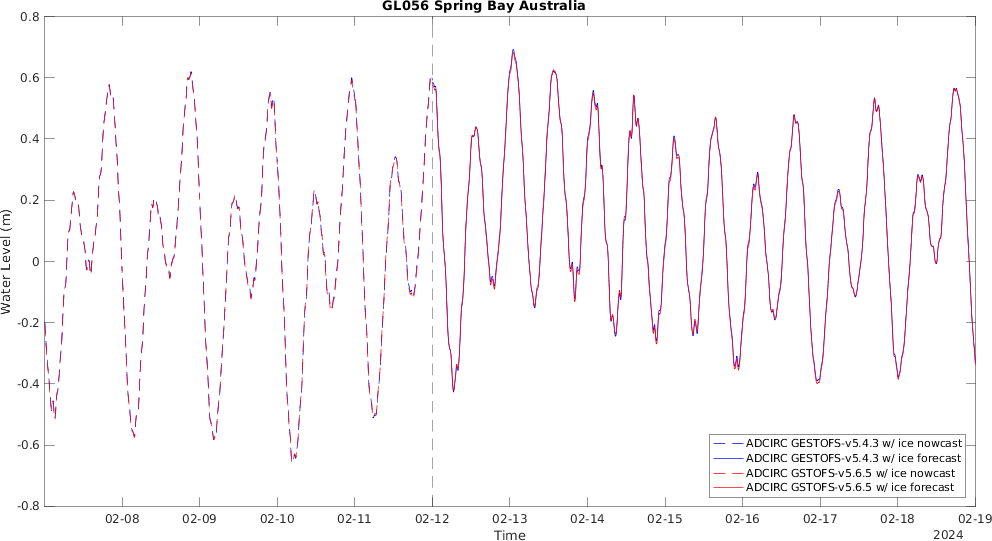 GL056 Spring Bay Australia
0.8
0.6
0.4
0.2
0
-0.2
-0.4
-0.6
-0.8
Water Level (m)
02-08 02-09 02-10 02-11 02-12 02-13 02-14 02-15 02-16 02-17 02-18 02-19
Time
2024
ADCIRC GESTOFS-v5.4.3 w/ ice nowcast
ADCIRC GESTOFS-v5.4.3 w/ ice forecast
ADCIRC GSTOFS-v5.6.5 w/ ice nowcast
ADCIRC GSTOFS-v5.6.5 w/ ice forecast